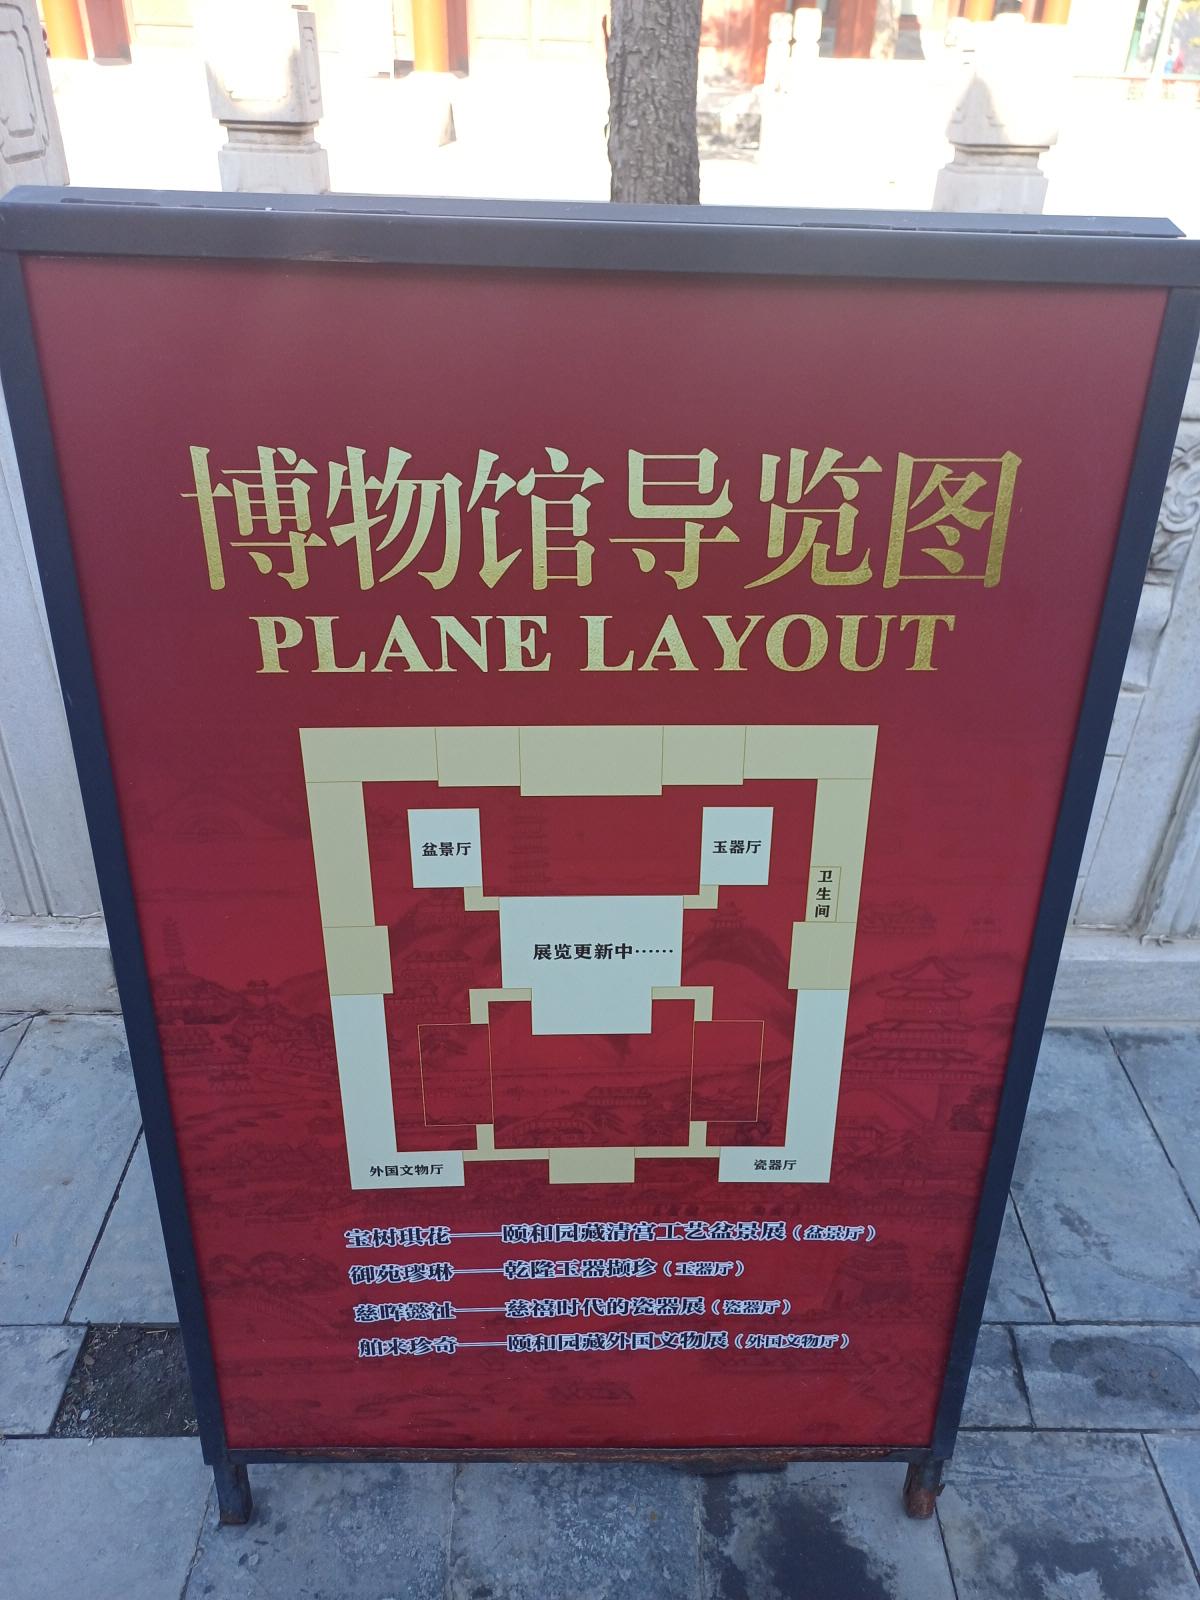 博物馆导览图
PLANE LAYOUT
盆景厅
玉器厅
卫生间
展览更新中……
外国文物厅
瓷器厅
宝树琪花——颐和园藏清宫工艺盆景展（盆景厅）
御苑璆琳——乾隆玉器撷珍（玉器厅）
慈晖懿祉——慈禧时代的瓷器展（瓷器厅）
舶来珍奇——颐和园藏外国文物展（外国文物厅）